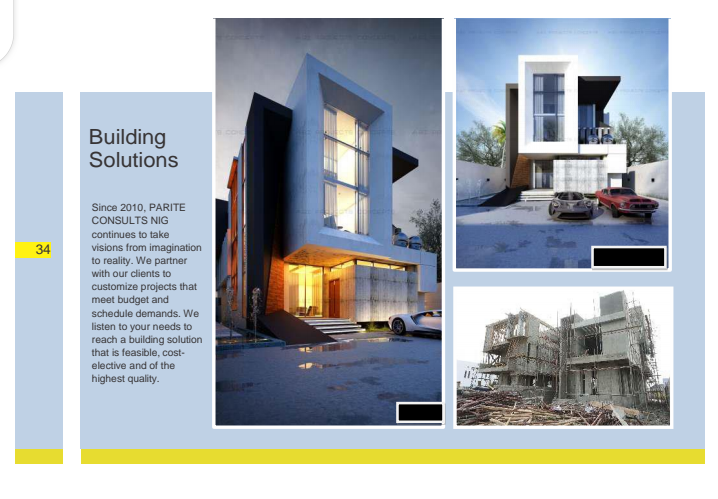 Building
Solutions
Since 2010, PARITE
CONSULTS NIG
continues to take
visions from imagination
to reality. We partner
with our clients to
customize projects that
meet budget and
schedule demands. We
listen to your needs to
reach a building solution
that is feasible, cost-
elective and of the
highest quality.
34